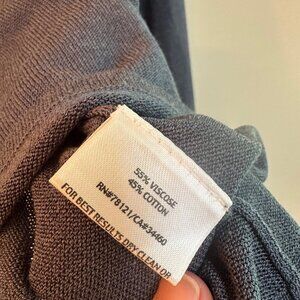 55% VISCOSE
45% COTTON
RN#78121/CA#34460
FOR BEST RESULTS DRY CLEAN OR